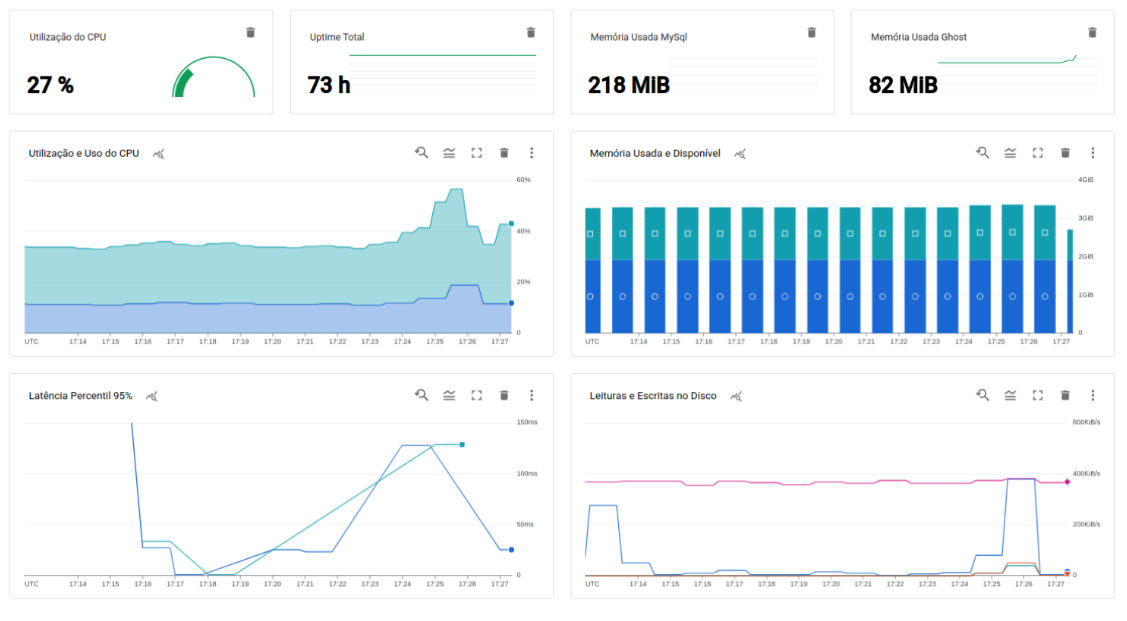 Utilização do CPU
27 %
Uptime Total
73 h
Memória Usada MySql
218 MiB
Memória Usada Ghost
82 MiB
Utilização e Uso do CPU
60%
40%
20%
0
UTC 17:14 17:15 17:16 17:17 17:18 17:19 17:20 17:21 17:22 17:23 17:24 17:25 17:26 17:27
Memória Usada e Disponível
4GiB
3GiB
2GiB
1GiB
0
UTC 17:14 17:15 17:16 17:17 17:18 17:19 17:20 17:21 17:22 17:23 17:24 17:25 17:26 17:27
Latência Percentil 95%
150ms
100ms
50ms
0
UTC 17:14 17:15 17:16 17:17 17:18 17:19 17:20 17:21 17:22 17:23 17:24 17:25 17:26 17:27
Leituras e Escritas no Disco
600KiB/s
400KiB/s
200KiB/s
0
UTC 17:14 17:15 17:16 17:17 17:18 17:19 17:20 17:21 17:22 17:23 17:24 17:25 17:26 17:27